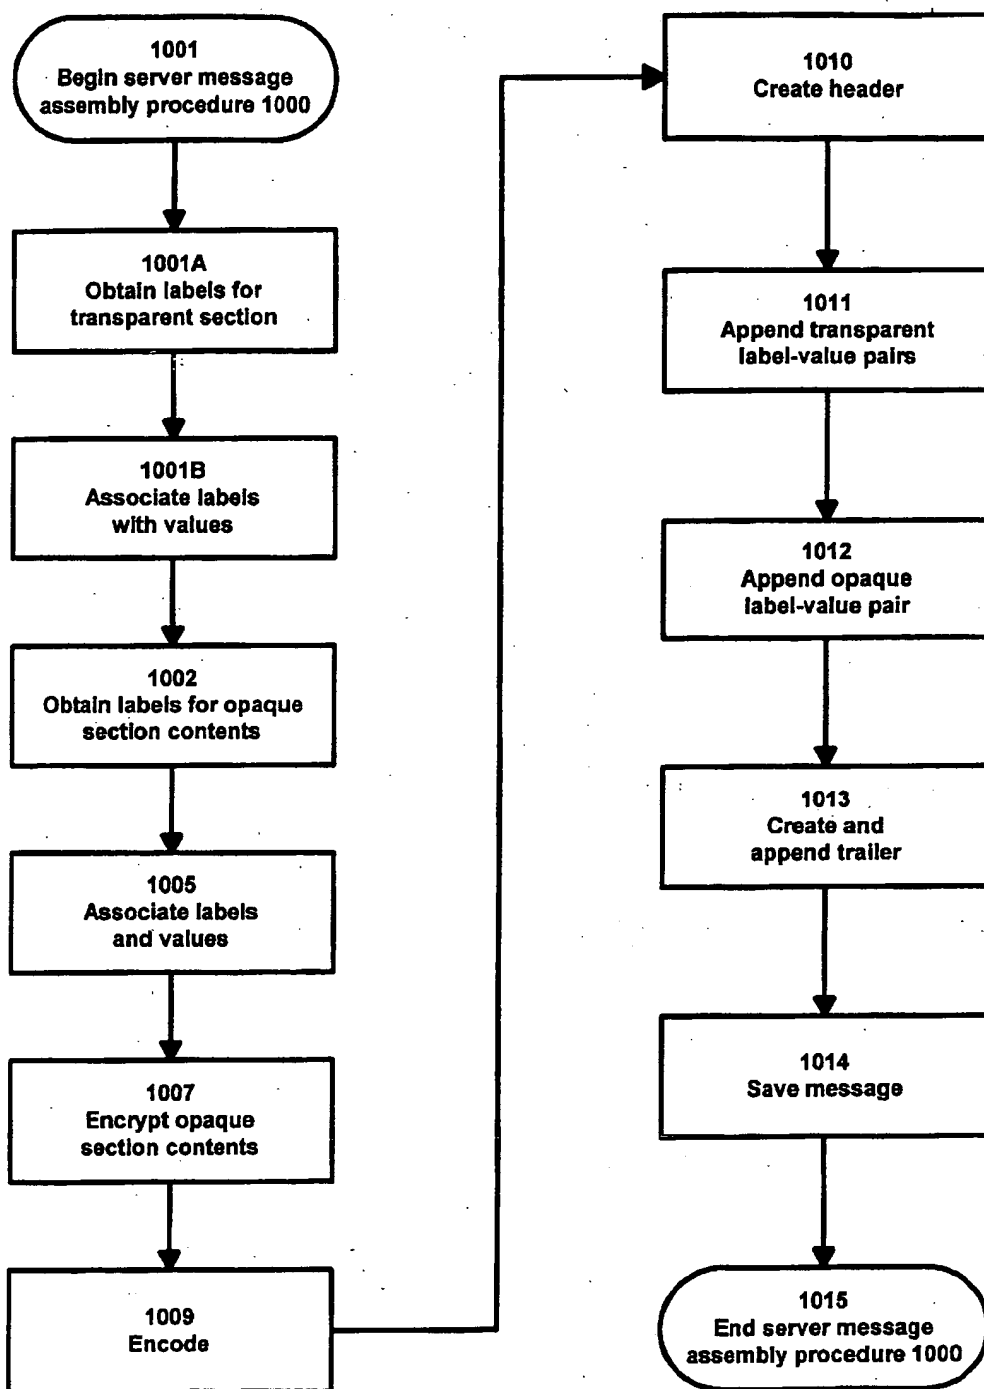 1001
Begin server message
assembly procedure 1000
1001A
Obtain labels for
transparent section
1001B
Associate labels
with values
1002
Obtain labels for opaque
section contents
1005
Associate labels
and values
1007
Encrypt opaque
section contents
1009
Encode
1010
Create header
1011
Append transparent
label-value pairs
1012
Append opaque
label-value pair
1013
Create and
append trailer
1014
Save message
1015
End server message
assembly procedure 1000